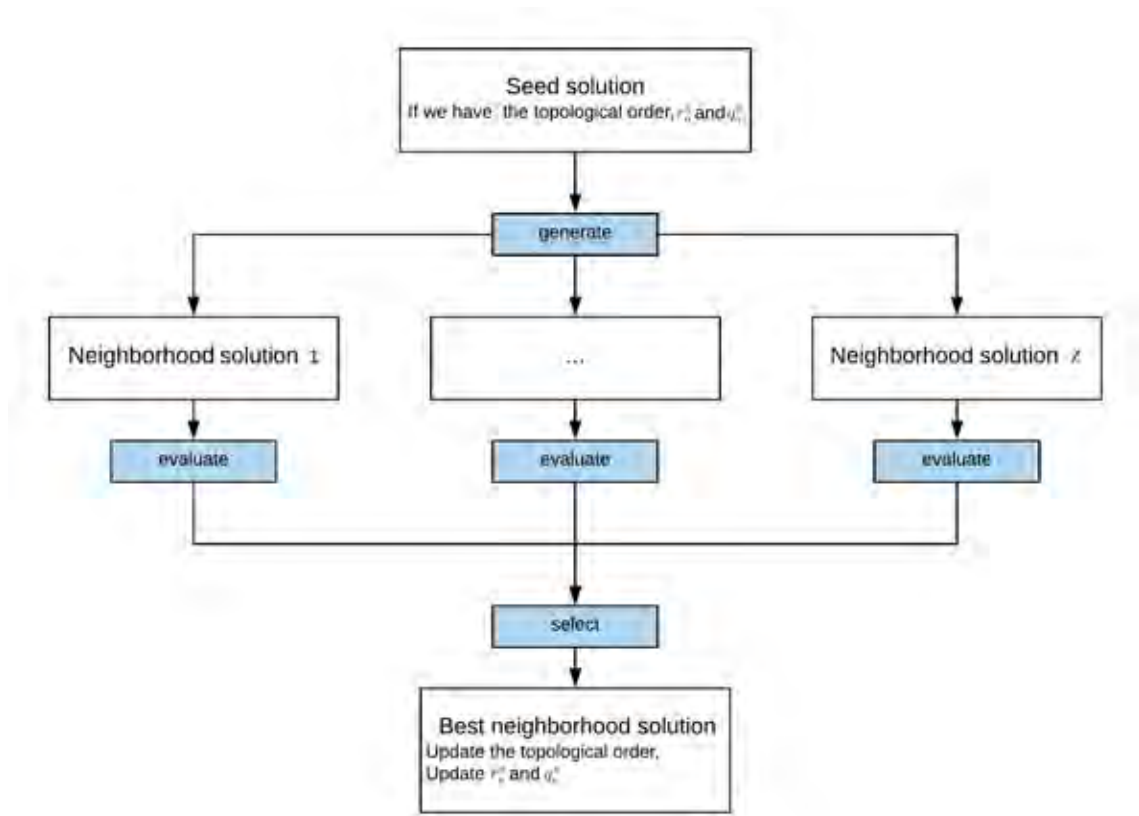 Seed solution
If we have the topological order, and
generate
Neighborhood solution 1
...
Neighborhood solution
evaluate
evaluate
evaluate
select
Best neighborhood solution
Update the topological order.
Update and